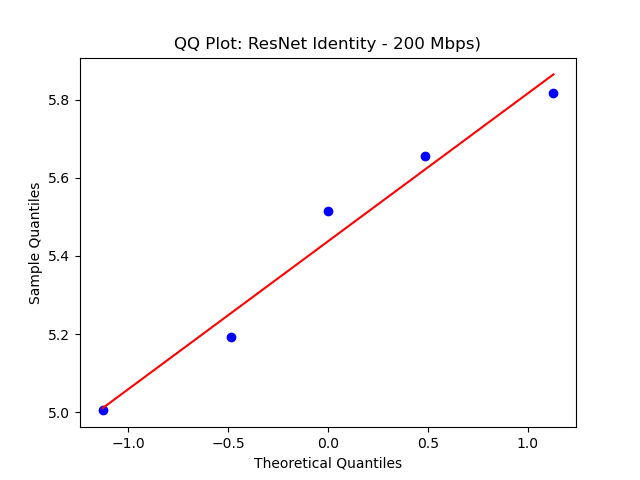 QQ Plot: ResNet Identity - 200 Mbps)
5.8
5.6
5.4
5.2
5.0
Sample Quantiles
−1.0 −0.5 0.0 0.5 1.0
Theoretical Quantiles